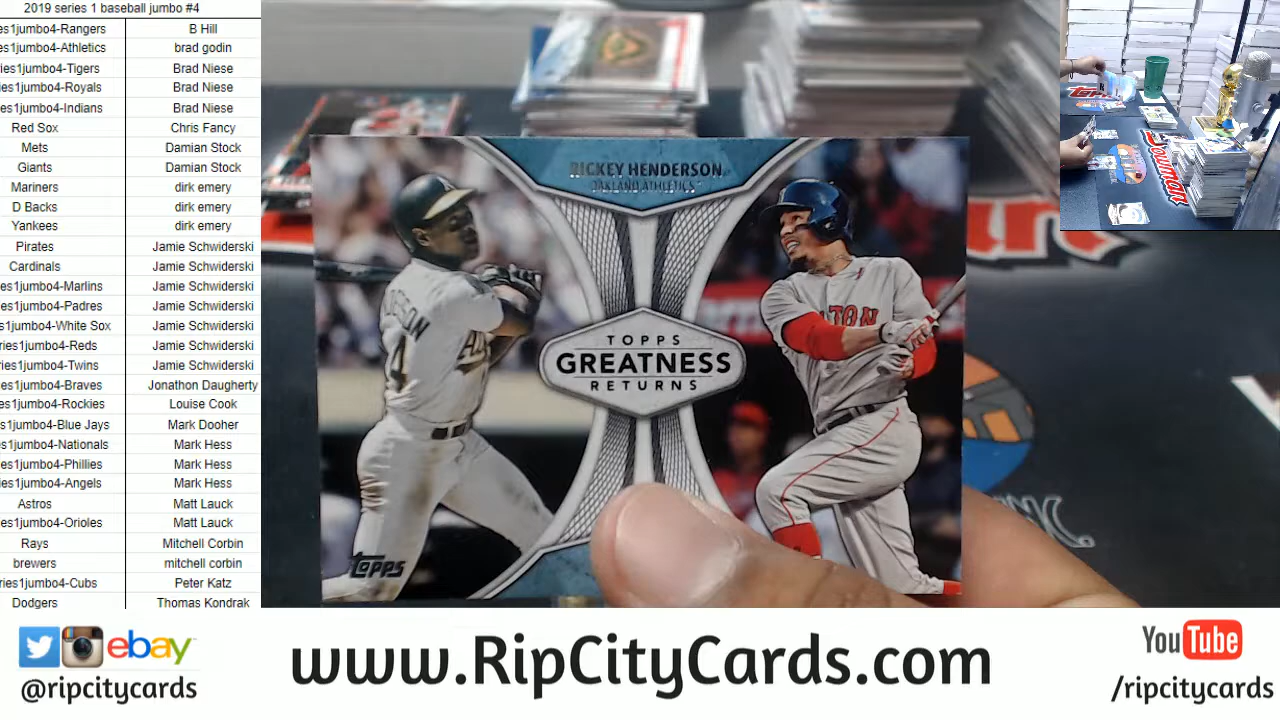 2019 series 1 baseball jumbo #4
es1jumbo4-Rangers B Hill
es1jumbo4-Athletics brad godin
ries1jumbo4-Tigers Brad Niese
es1jumbo4-Royals Brad Niese
ries1jumbo4-Indians Brad Niese
Red Sox Chris Fancy
Mets Damian Stock
Giants Damian Stock
Mariners dirk emery
D Backs dirk emery
Yankees dirk emery
Pirates Jamie Schwiderski
Cardinals Jamie Schwiderski
es1jumbo4-Marlins Jamie Schwiderski
es1jumbo4-Padres Jamie Schwiderski
s1jumbo4-White Sox Jamie Schwiderski
ries1jumbo4-Reds Jamie Schwiderski
ries1jumbo4-Twins Jamie Schwiderski
es1jumbo4-Braves Jonathon Daugherty
es1jumbo4-Rockies Louise Cook
es1jumbo4-Blue Jays Mark Dooher
s1jumbo4-Nationals Mark Hess
es1jumbo4-Phillies Mark Hess
es1jumbo4-Angels Mark Hess
Astros Matt Lauck
es1jumbo4-Orioles Matt Lauck
Rays Mitchell Corbin
brewers mitchell corbin
ries1jumbo4-Cubs Peter Katz
Dodgers Thomas Kondrak
RICKEY HENDERSON
OAKLAND ATHLETICS
TOPPS
GREATNESS
RETURNS
TOPPS
ebay
@ripcitycards
www.RipCityCards.com
YouTube
/ripcitycards